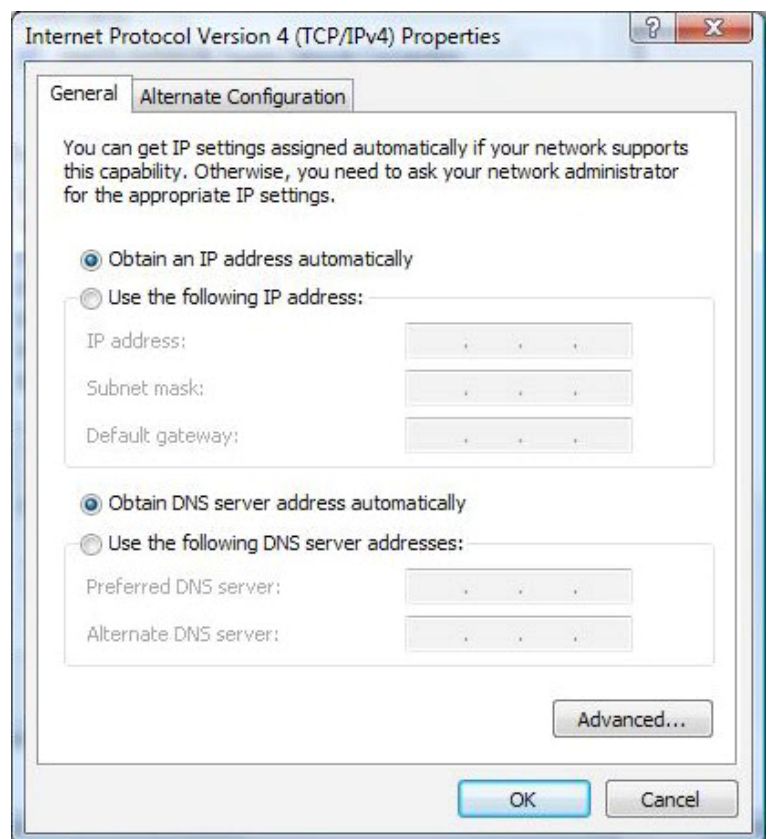 Internet Protocol Version 4 (TCP/IPv4) Properties
General
Alternate Configuration
You can get IP settings assigned automatically if your network supports
this capability. Otherwise, you need to ask your network administrator
for the appropriate IP settings.
Obtain an IP address automatically
Use the following IP address:
IP address:
Subnet mask:
Default gateway:
Obtain DNS server address automatically
Use the following DNS server addresses:
Preferred DNS server:
Alternate DNS server:
Advanced...
OK
Cancel